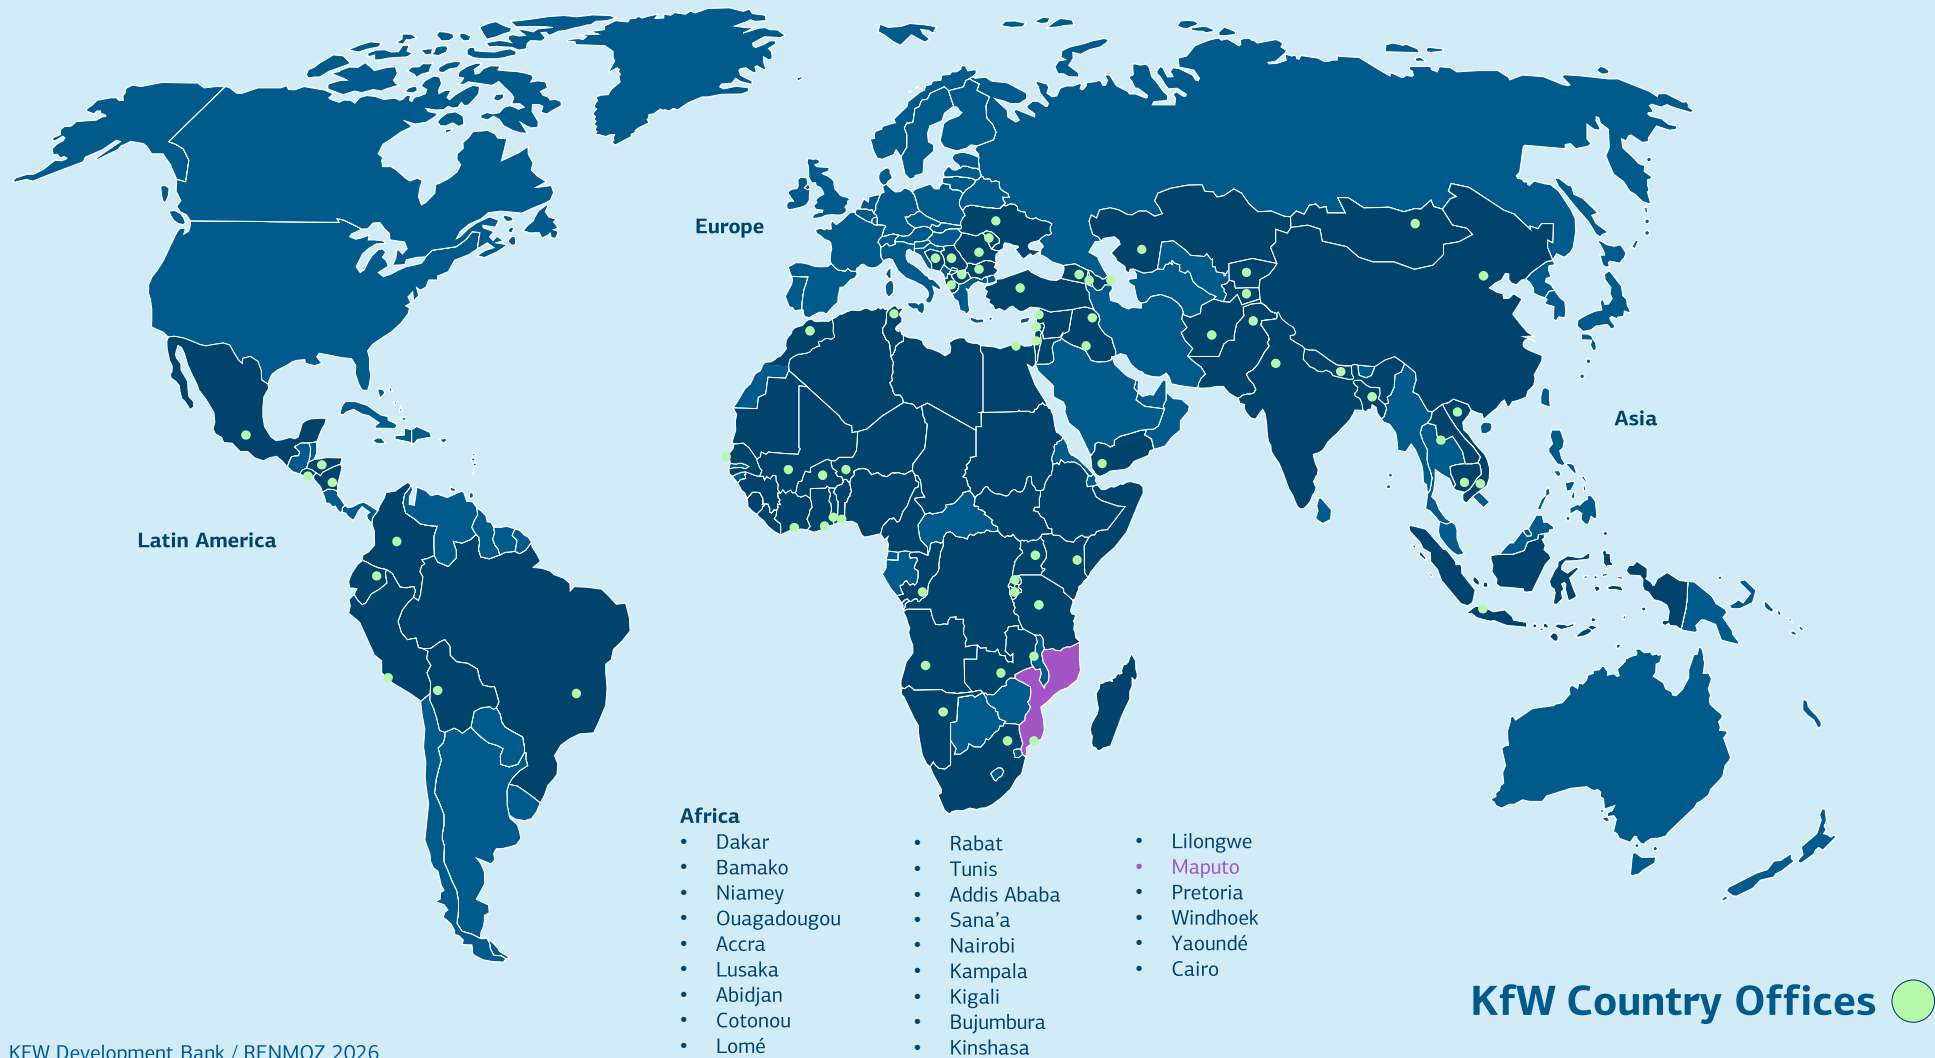 Europe
Asia
Latin America
Africa
• Dakar
• Bamako
• Niamey
• Ouagadougou
• Accra
• Lusaka
• Abidjan
• Cotonou
• Lomé
• Rabat
• Tunis
• Addis Ababa
• Sana’a
• Nairobi
• Kampala
• Kigali
• Bujumbura
• Kinshasa
• Lilongwe
• Maputo
• Pretoria
• Windhoek
• Yaoundé
• Cairo
KfW Country Offices
KFW Development Bank / RENMOZ 2026